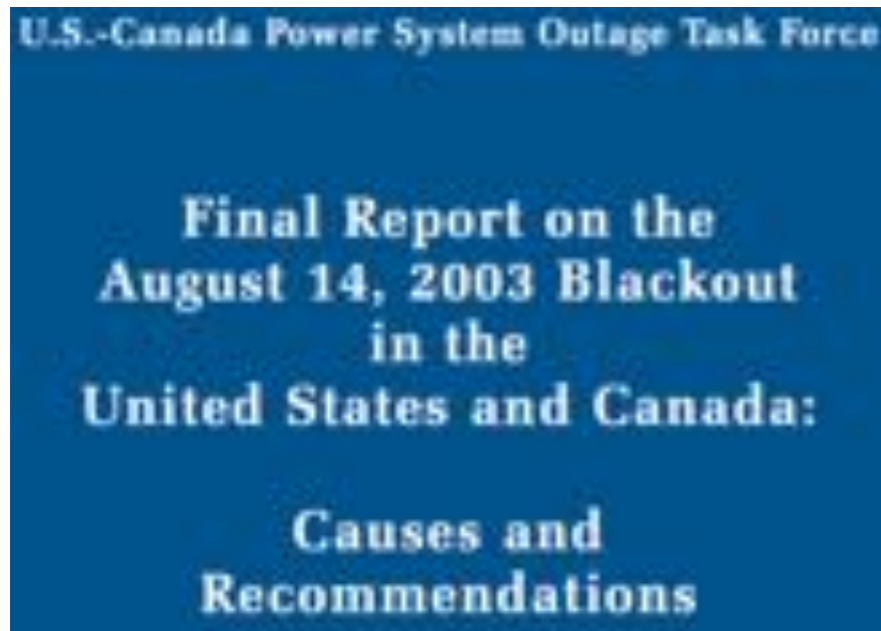 U.S.-Canada Power System Outage Task Force
Final Report on the
August 14, 2003 Blackout
in the
United States and Canada:
Causes and
Recommendations